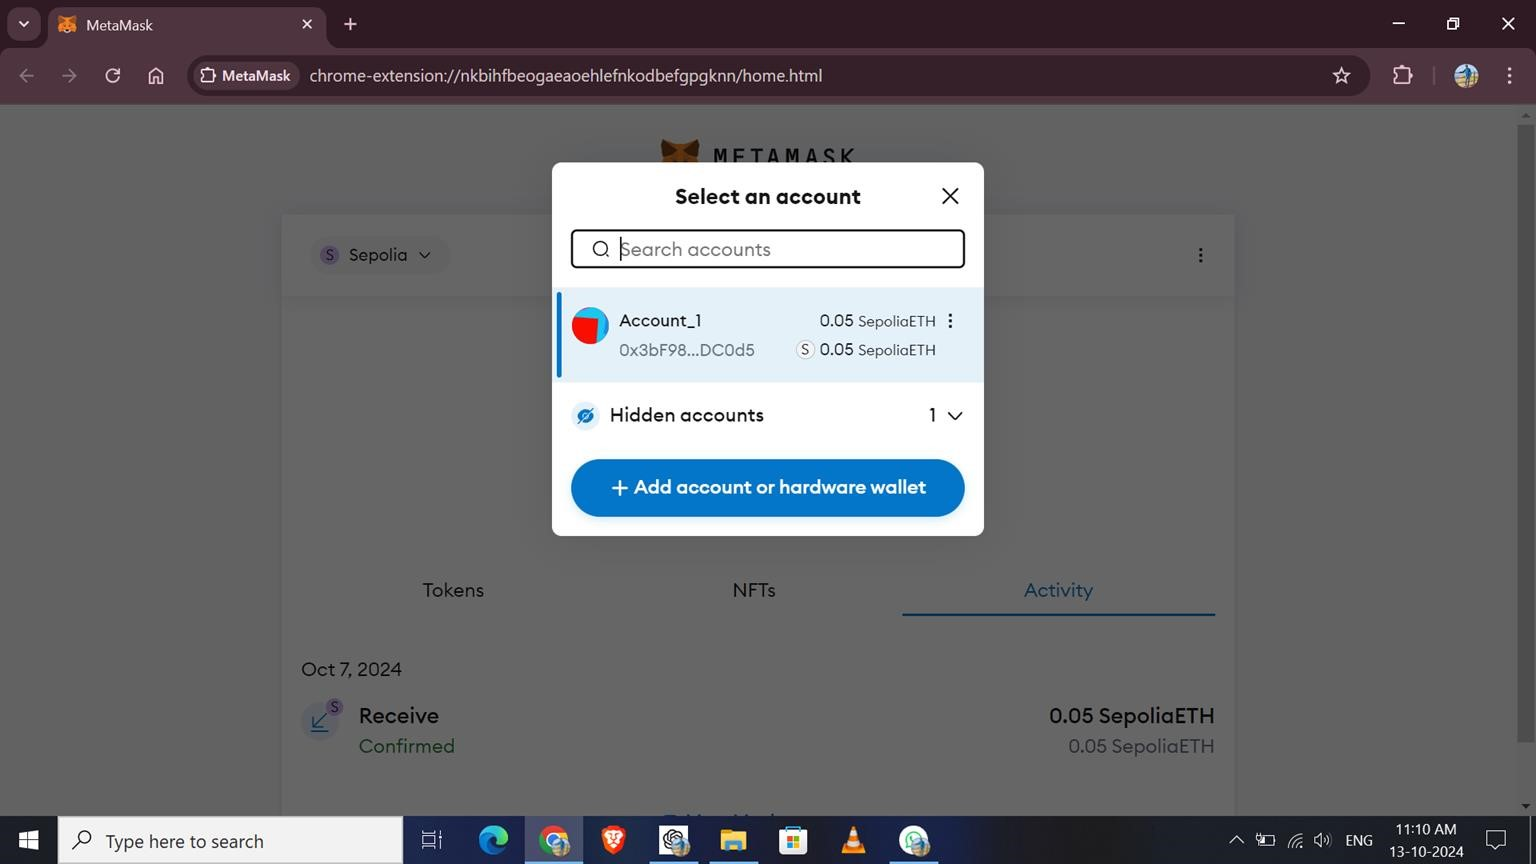 MetaMask
MetaMask
chrome-extension://nkbihfbeogaeaoehlefnkodbefgpgknn/home.html
METAMASK
Select an account
S Sepolia
Search accounts
Account_1
0.05 SepoliaETH
0x3bF98...DC0d5
S 0.05 SepoliaETH
Hidden accounts
1
+ Add account or hardware wallet
Tokens
NFTs
Activity
Oct 7, 2024
S
Receive
0.05 SepoliaETH
Confirmed
0.05 SepoliaETH
Type here to search
ENG
11:10 AM
13-10-2024